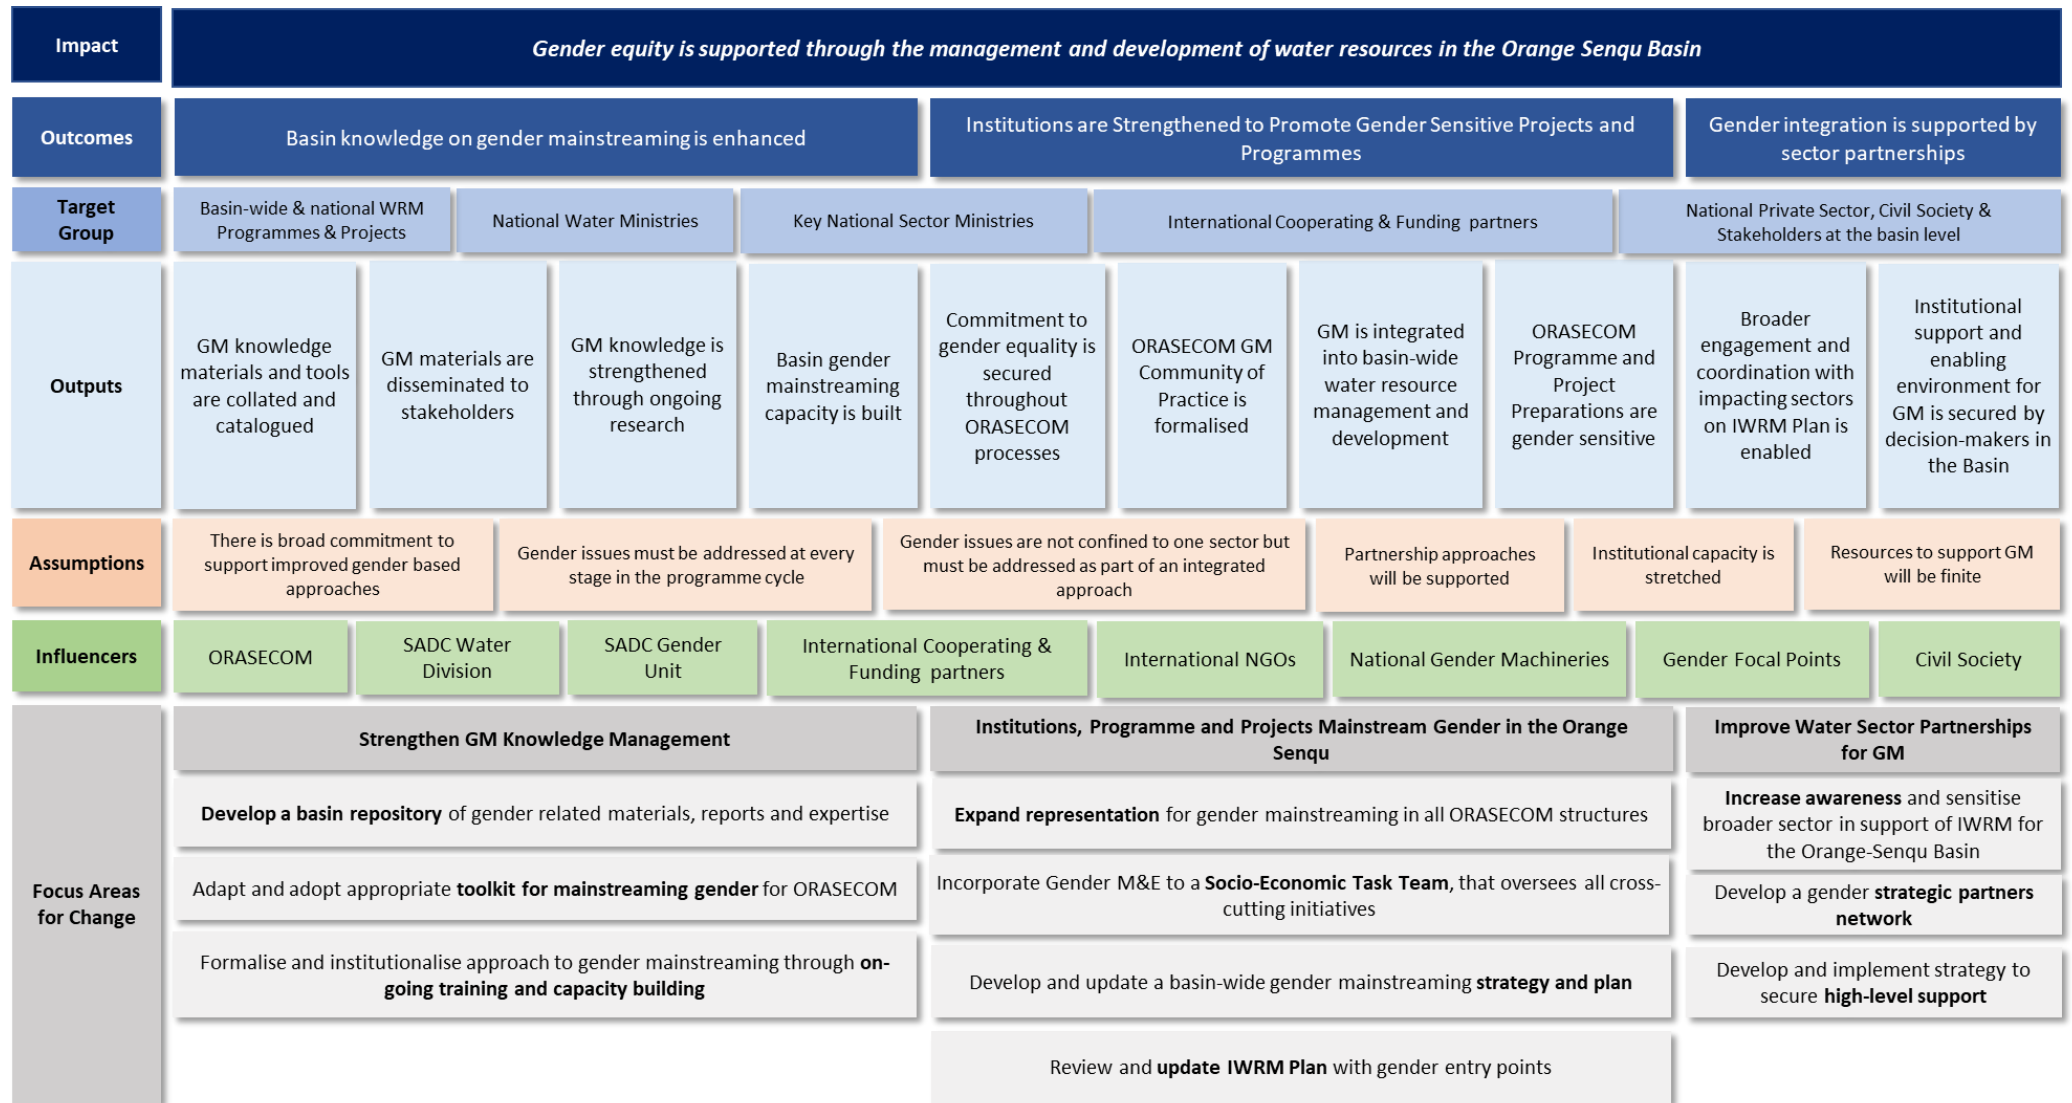 Impact
Gender equity is supported through the management and development of water resources in the Orange Senqu Basin
Outcomes
Basin knowledge on gender mainstreaming is enhanced
Institutions are Strengthened to Promote Gender Sensitive Projects and
Programmes
Gender integration is supported by
sector partnerships
Target
Group
Basin-wide & national WRM
Programmes & Projects
National Water Ministries
Key National Sector Ministries
International Cooperating & Funding partners
National Private Sector, Civil Society &
Stakeholders at the basin level
Outputs
GM knowledge
materials and tools
are collated and
catalogued
GM materials are
disseminated to
stakeholders
GM knowledge is
strengthened
through ongoing
research
Basin gender
mainstreaming
capacity is built
Commitment to
gender equality is
secured
throughout
ORASECOM
processes
ORASECOM GM
Community of
Practice is
formalised
GM is integrated
into basin-wide
water resource
management and
development
ORASECOM
Programme and
Project
Preparations are
gender sensitive
Broader
engagement and
coordination with
impacting sectors
on IWRM Plan is
enabled
Institutional
support and
enabling
environment for
GM is secured by
decision-makers in
the Basin
Assumptions
There is broad commitment to
support improved gender based
approaches
Gender issues must be addressed at every
stage in the programme cycle
Gender issues are not confined to one sector but
must be addressed as part of an integrated
approach
Partnership approaches
will be supported
Institutional capacity is
stretched
Resources to support GM
will be finite
Influencers
ORASECOM
SADC Water
Division
SADC Gender
Unit
International Cooperating &
Funding partners
International NGOs
National Gender Machineries
Gender Focal Points
Civil Society
Focus Areas
for Change
Strengthen GM Knowledge Management
Develop a basin repository of gender related materials, reports and expertise
Adapt and adopt appropriate toolkit for mainstreaming gender for ORASECOM
Formalise and institutionalise approach to gender mainstreaming through on-
going training and capacity building
Institutions, Programme and Projects Mainstream Gender in the Orange
Senqu
Expand representation for gender mainstreaming in all ORASECOM structures
Incorporate Gender M&E to a Socio-Economic Task Team, that oversees all cross-
cutting initiatives
Develop and update a basin-wide gender mainstreaming strategy and plan
Review and update IWRM Plan with gender entry points
Improve Water Sector Partnerships
for GM
Increase awareness and sensitise
broader sector in support of IWRM for
the Orange-Senqu Basin
Develop a gender strategic partners
network
Develop and implement strategy to
secure high-level support